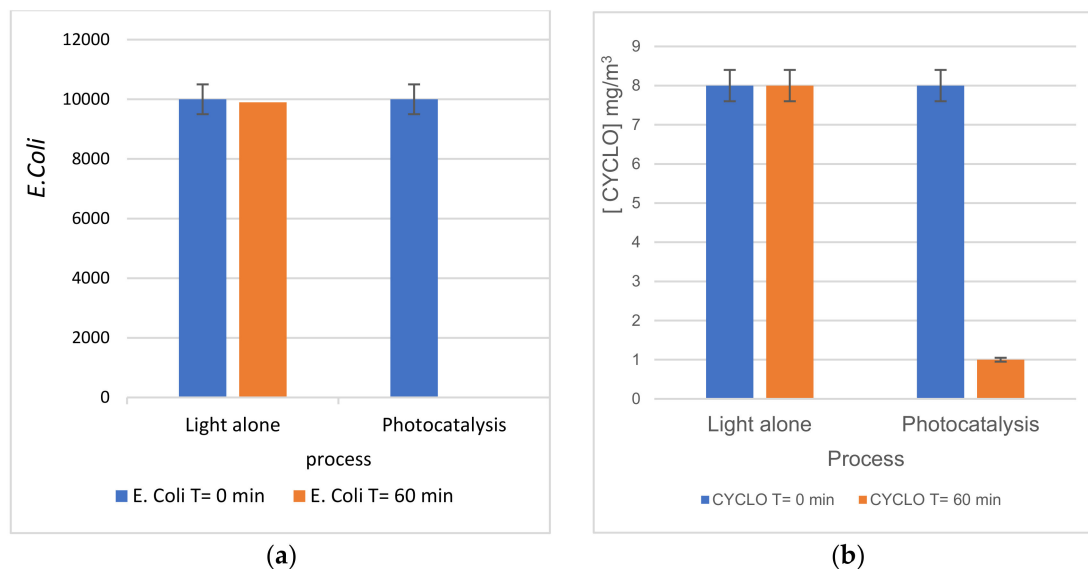 12000
10000
8000
6000
4000
2000
0
E.Coli
Light alone Photocatalysis
process
E. Coli T= 0 min E. Coli T= 60 min
(a)
9
8
7
6
5
4
3
2
1
0
[ CYCLO] mg/m³
Light alone Photocatalysis
Process
CYCLO T= 0 min CYCLO T= 60 min
(b)